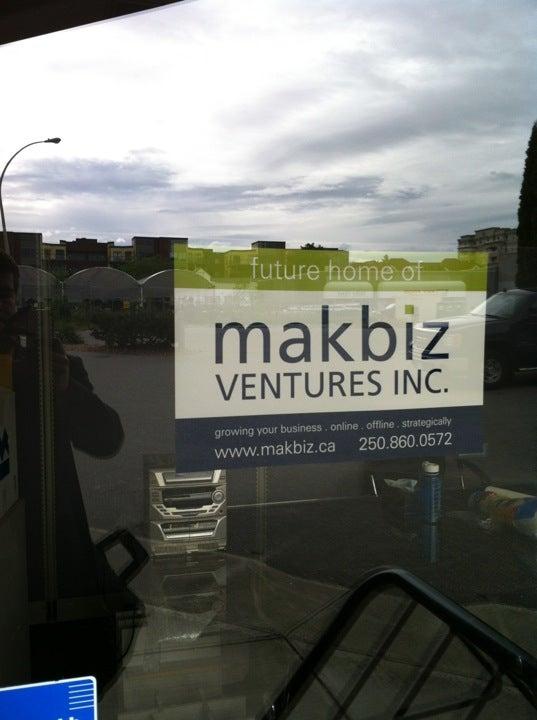 future home of
makbiz
VENTURES INC.
growing your business . online . offline . strategically
www.makbiz.ca 250.860.0572